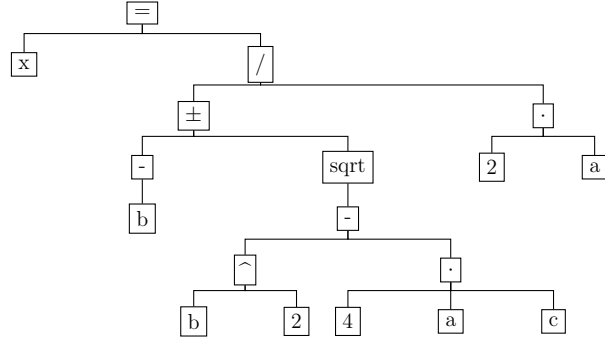 =
x /
± ·
- sqrt 2 a
b -
^ ·
b 2 4 a c